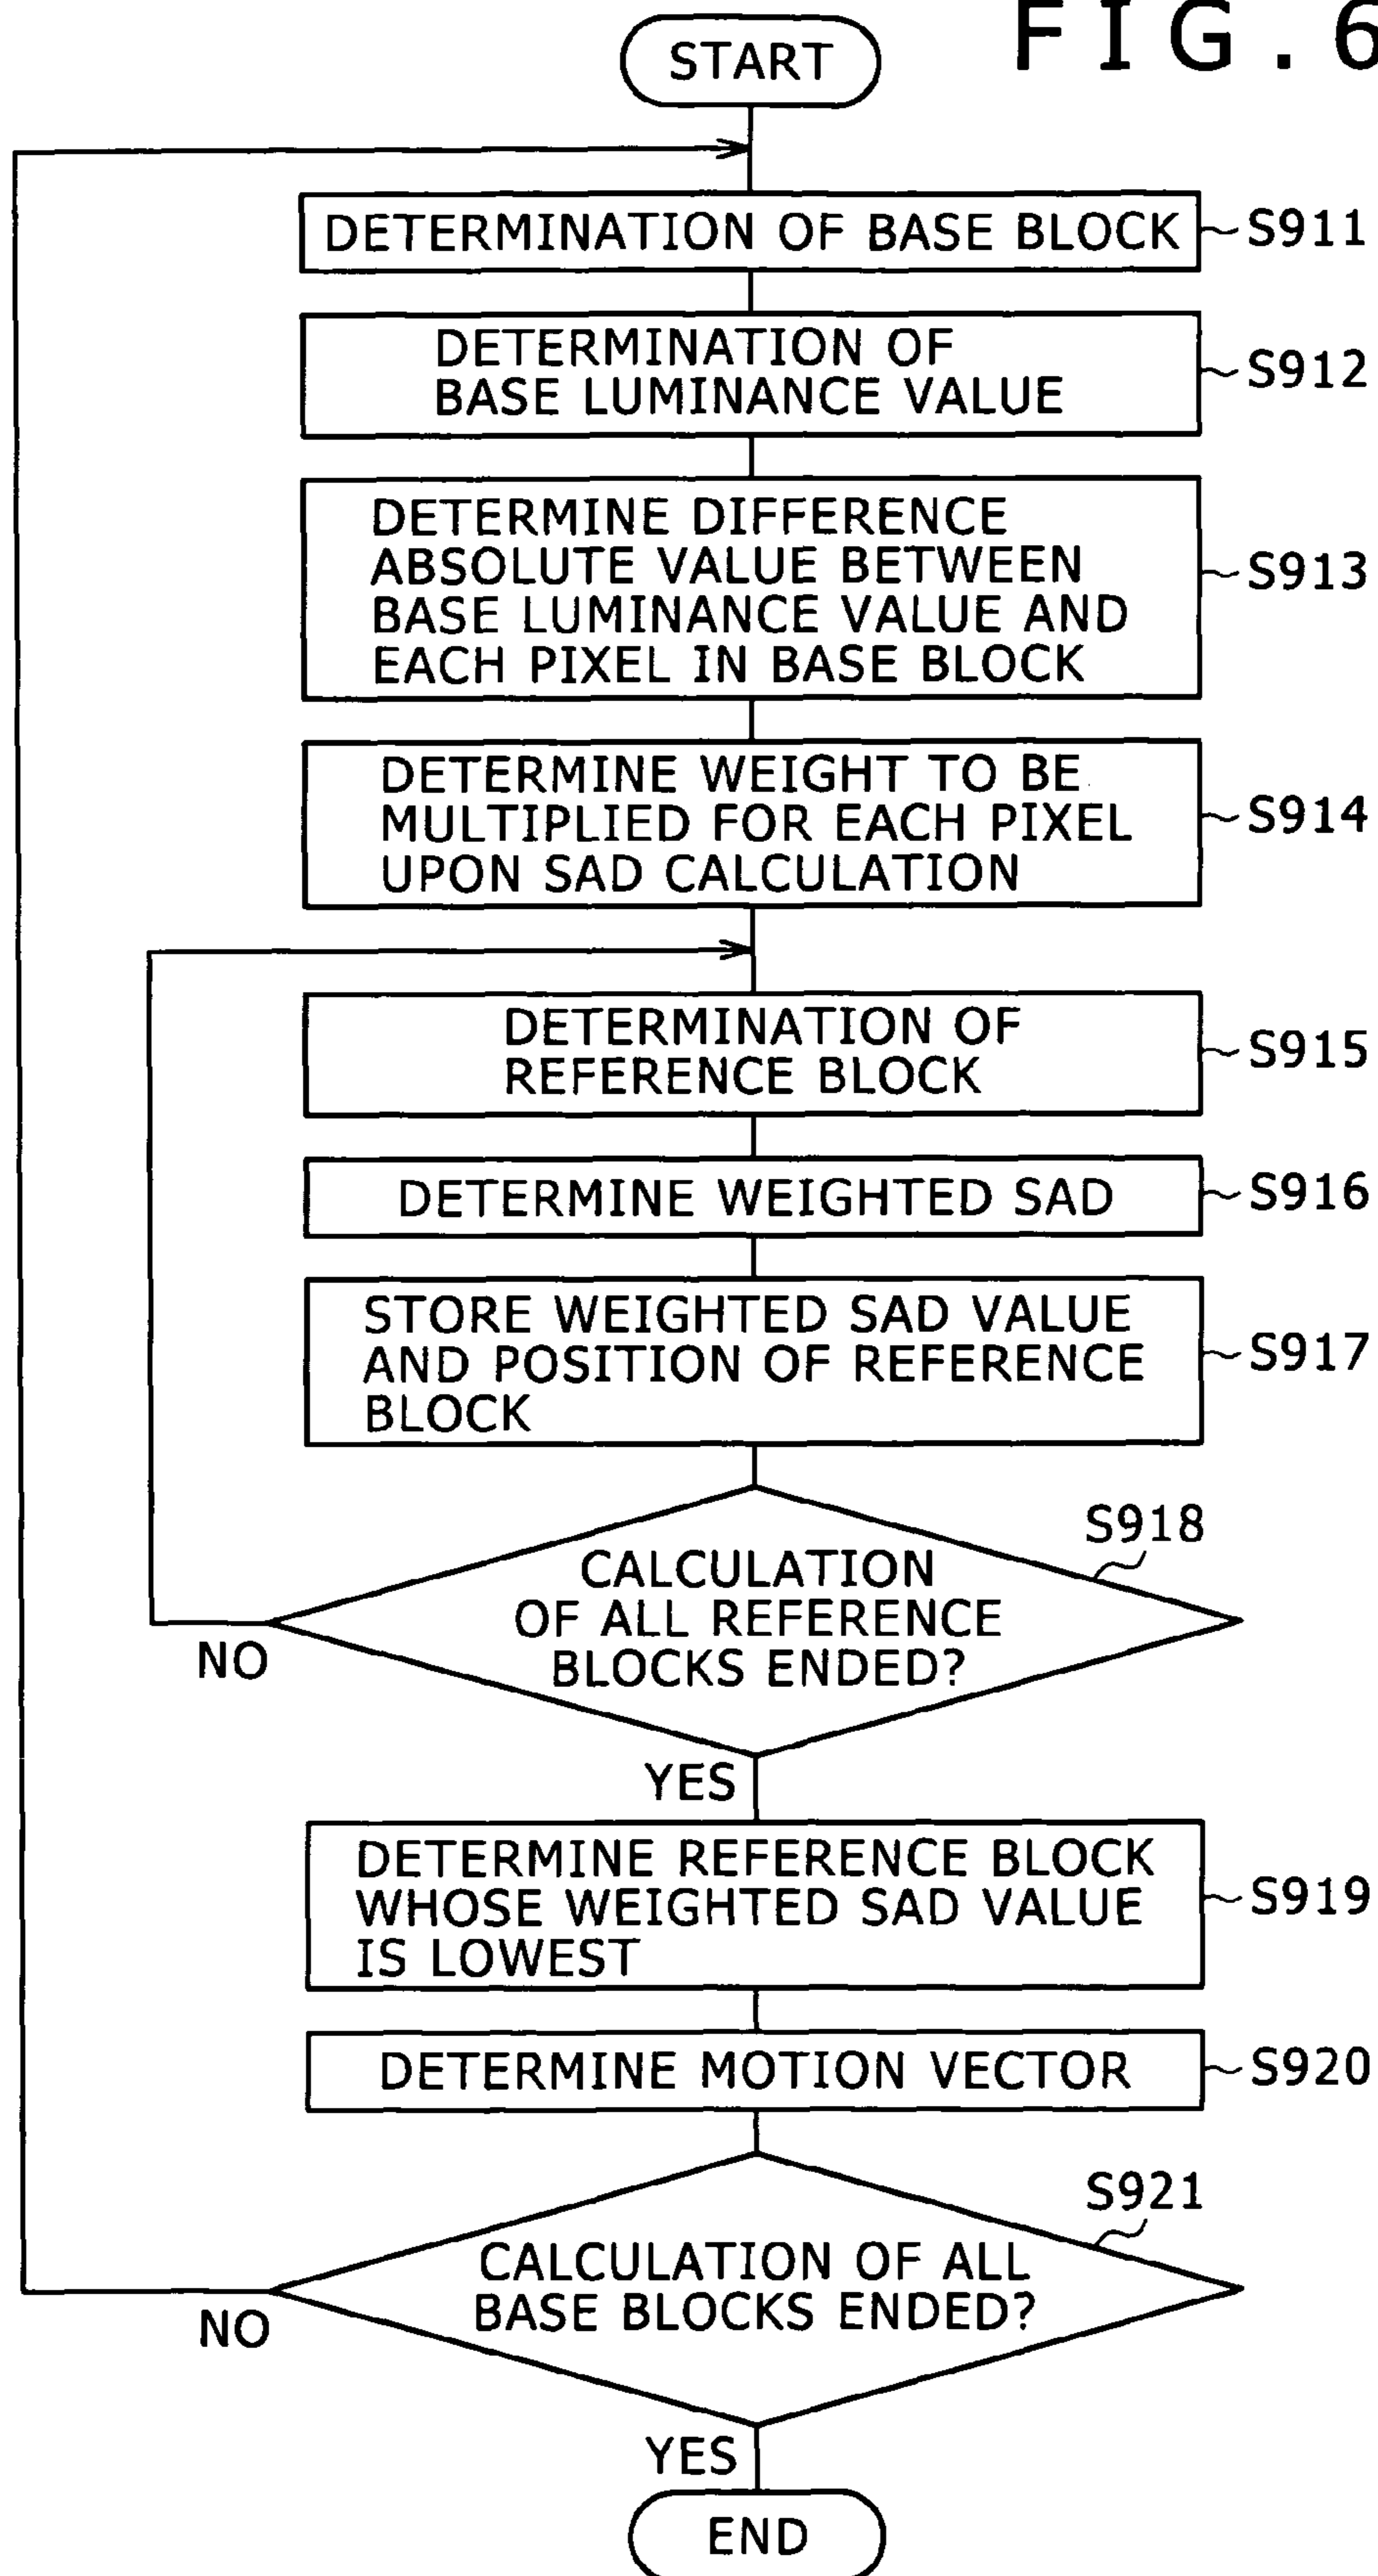 FIG.6
START
DETERMINATION OF BASE BLOCK
S911
DETERMINATION OF
BASE LUMINANCE VALUE
S912
DETERMINE DIFFERENCE
ABSOLUTE VALUE BETWEEN
BASE LUMINANCE VALUE AND
EACH PIXEL IN BASE BLOCK
S913
DETERMINE WEIGHT TO BE
MULTIPLIED FOR EACH PIXEL
UPON SAD CALCULATION
S914
DETERMINATION OF
REFERENCE BLOCK
S915
DETERMINE WEIGHTED SAD
S916
STORE WEIGHTED SAD VALUE
AND POSITION OF REFERENCE
BLOCK
S917
S918
CALCULATION
OF ALL REFERENCE
BLOCKS ENDED?
NO
YES
DETERMINE REFERENCE BLOCK
WHOSE WEIGHTED SAD VALUE
IS LOWEST
S919
DETERMINE MOTION VECTOR
S920
S921
CALCULATION OF ALL
BASE BLOCKS ENDED?
NO
YES
END